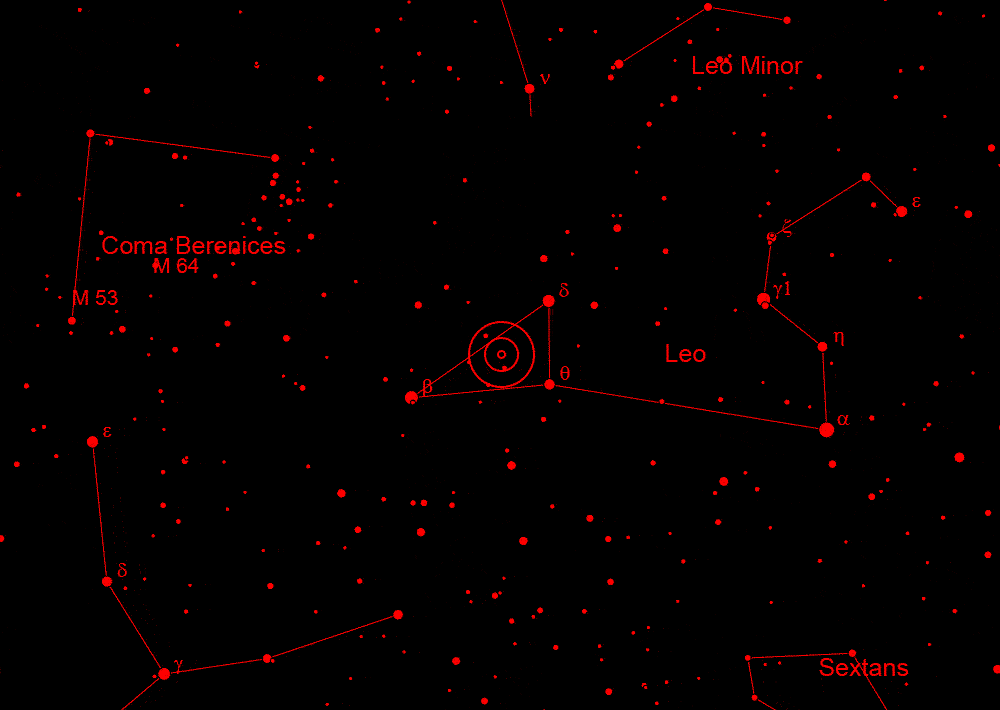 ν
Leo Minor
ε
ξ
Coma Berenices
M 64
M 53
δ
γ1
η
Leo
θ
β
α
ε
δ
γ
Sextans